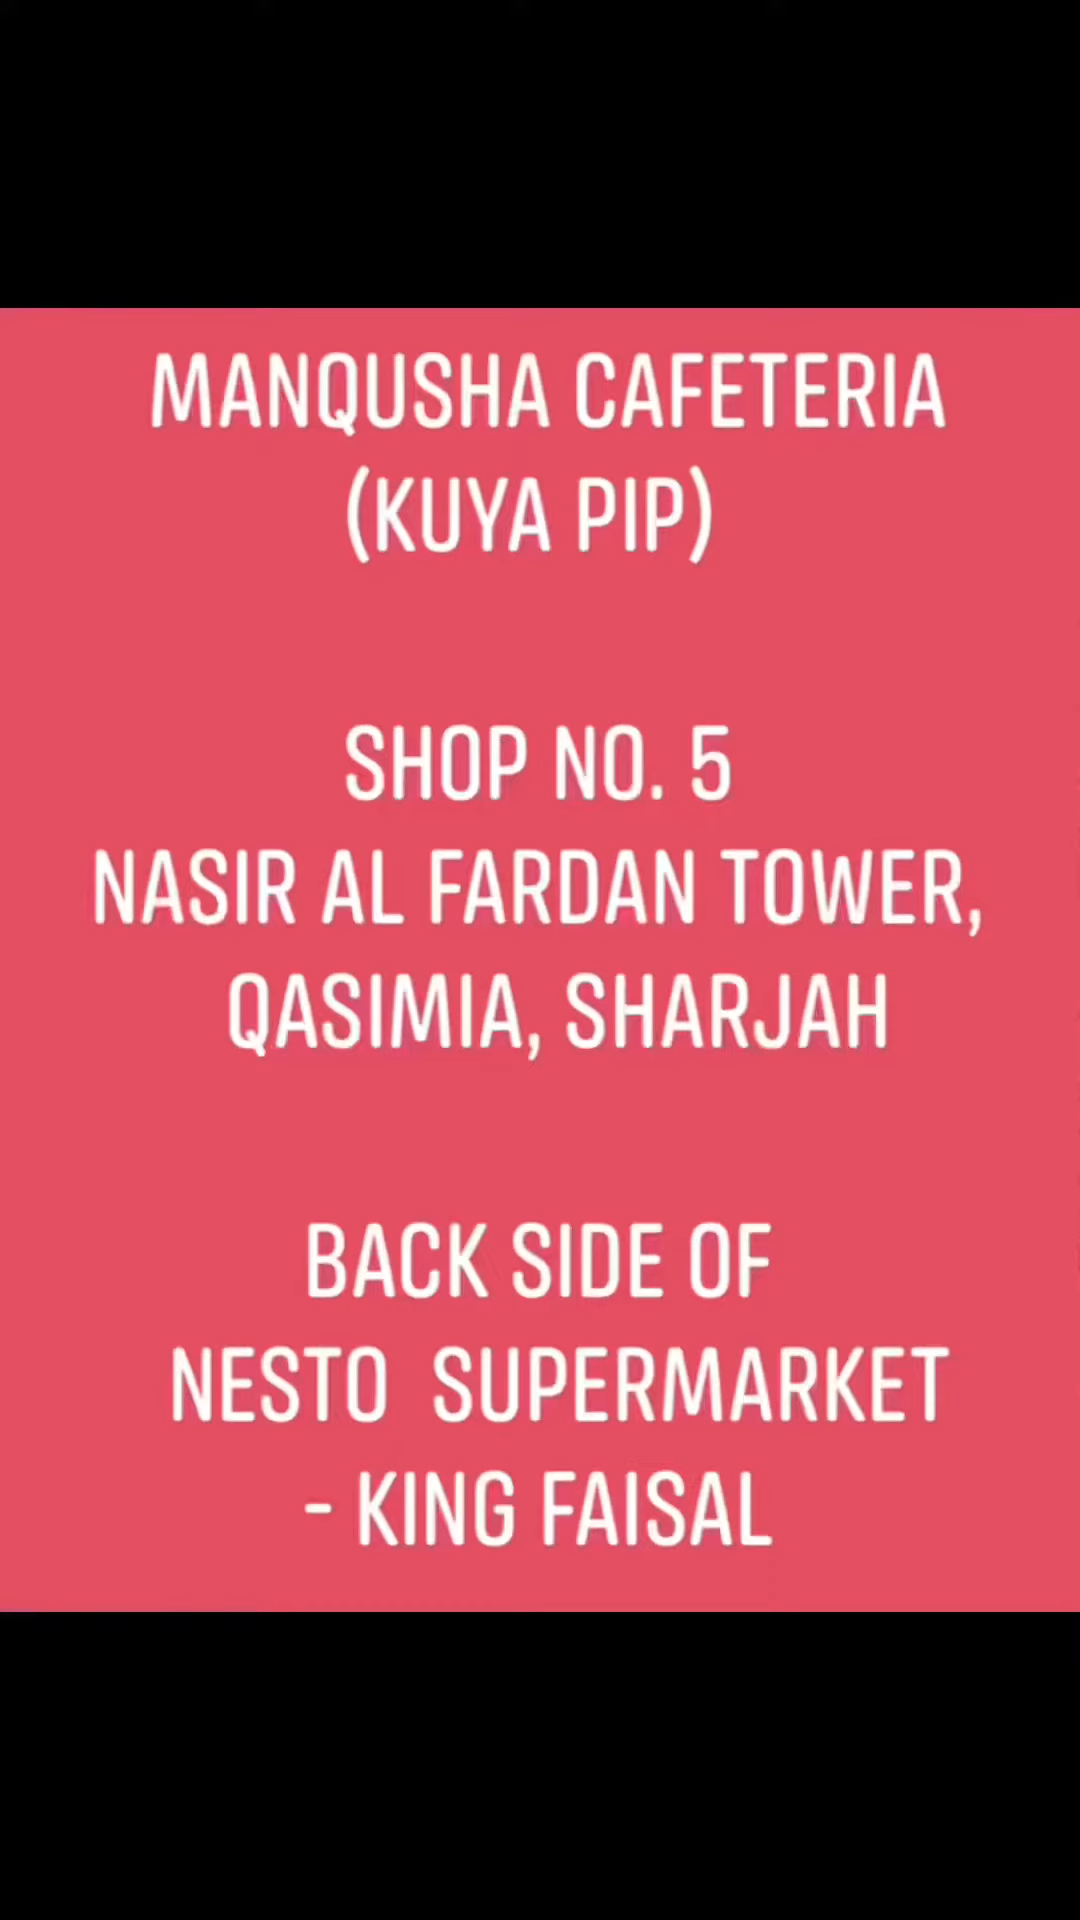 MANQUSHA CAFETERIA
(KUYA PIP)
SHOP NO. 5
NASIR AL FARDAN TOWER,
QASIMIA, SHARJAH
BACK SIDE OF
NESTO SUPERMARKET
- KING FAISAL